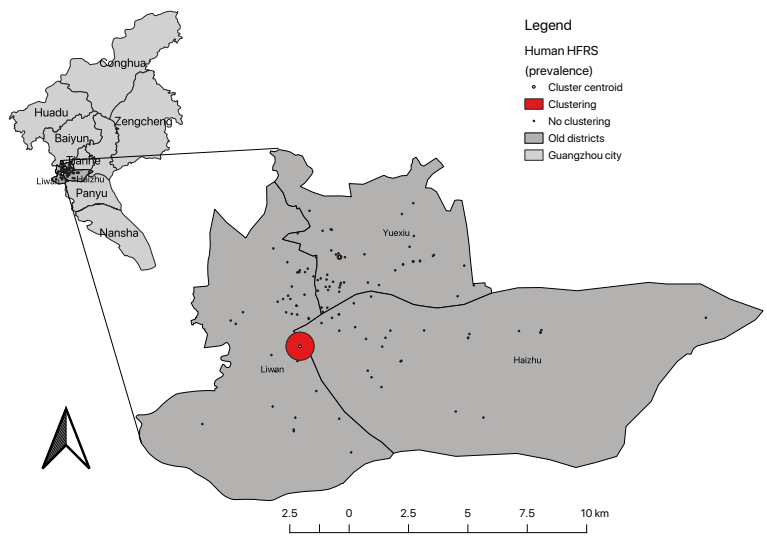 Legend
Human HFRS
(prevalence)
Cluster centroid
Clustering
No clustering
Old districts
Guangzhou city
Conghua
Huadu
Zengcheng
Baiyun
Tianhe
Liwan
Haizhu
Panyu
Nansha
Yuexiu
Haizhu
Liwan
2.5 0 2.5 5 7.5 10 km